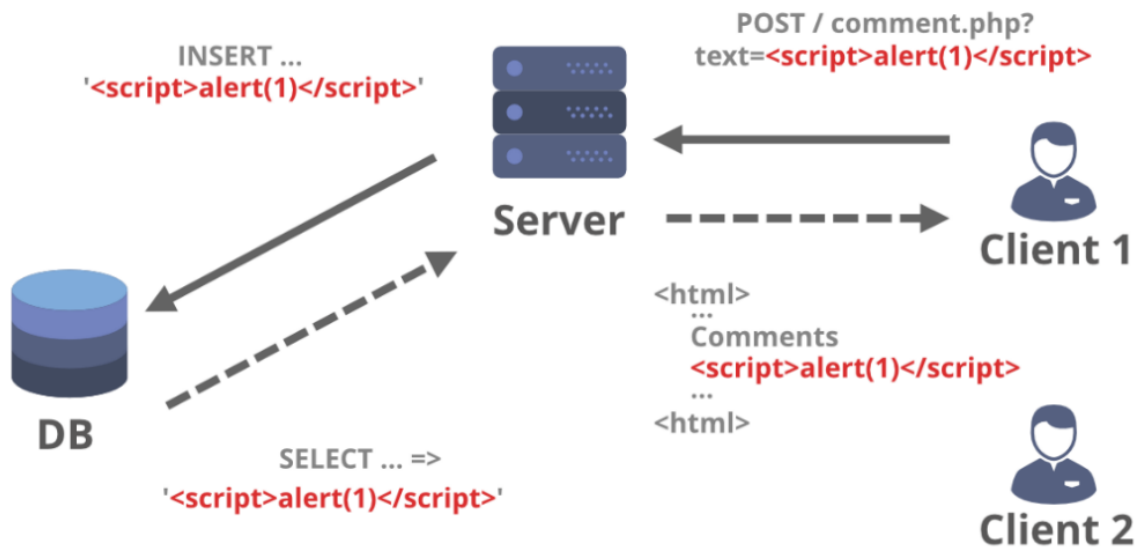 POST / comment.php?
text=<script>alert(1)</script>
INSERT ...
'<script>alert(1)</script>'
Server
Client 1
<html>
...
Comments
<script>alert(1)</script>
...
<html>
DB
SELECT ... =>
'<script>alert(1)</script>'
Client 2